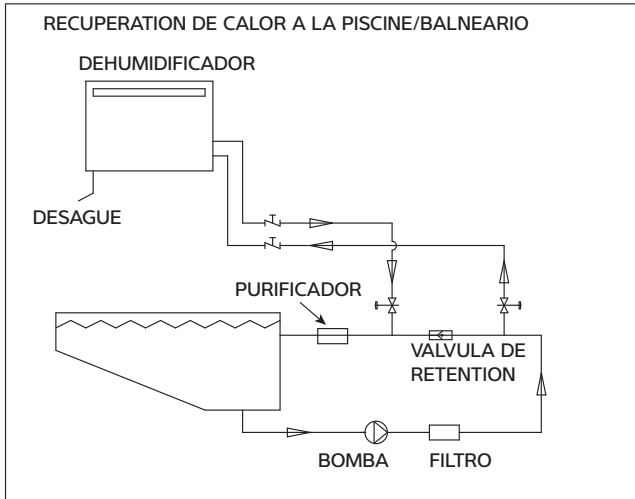 RECUPERATION DE CALOR A LA PISCINE/BALNEARIO
DEHUMIDIFICADOR
DESAGUE
PURIFICADOR
VALVULA DE
RETENTION
BOMBA
FILTRO